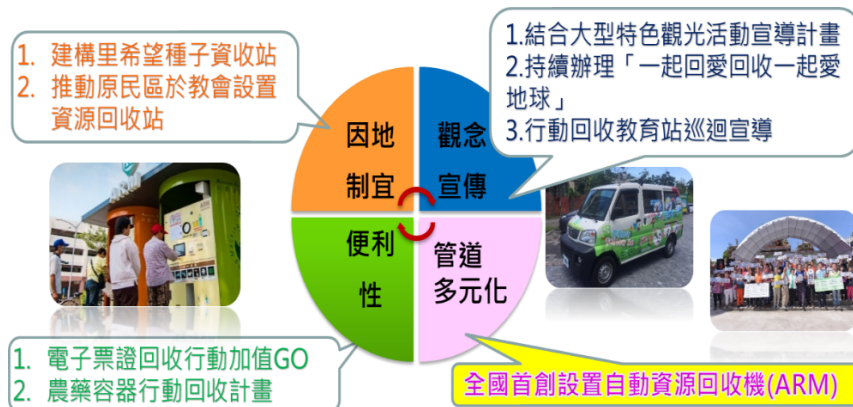 1. 建構里希望種子資收站
2. 推動原民區於教會設置
資源回收站
1.結合大型特色觀光活動宣導計畫
2.持續辦理「一起回愛回收一起愛
地球」
3.行動回收教育站巡迴宣導
因地
制宜
觀念
宣傳
便利
性
管道
多元化
1. 電子票證回收行動加值GO
2. 農藥容器行動回收計畫
全國首創設置自動資源回收機(ARM)